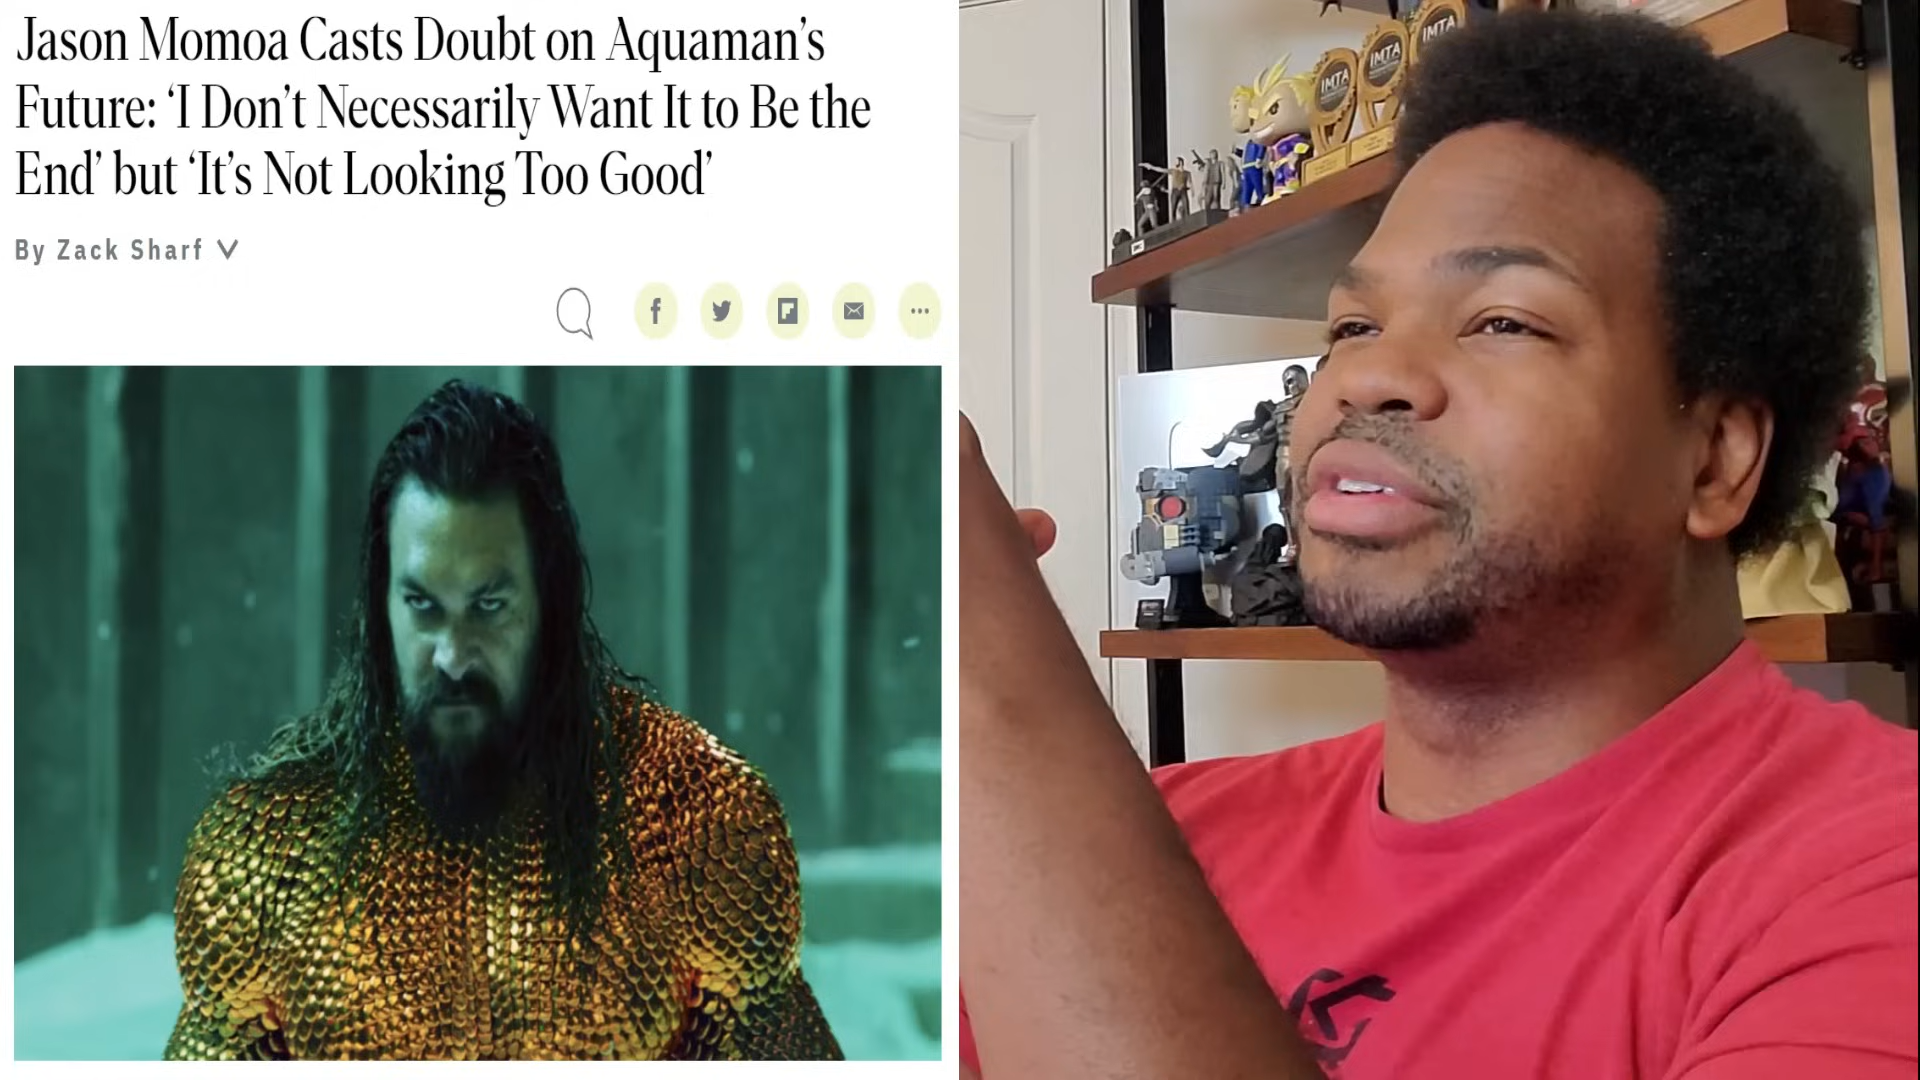 Jason Momoa Casts Doubt on Aquaman’s
Future: ‘I Don’t Necessarily Want It to Be the
End’ but ‘It’s Not Looking Too Good’
By Zack Sharf
IMTA
IMTA
IMTA